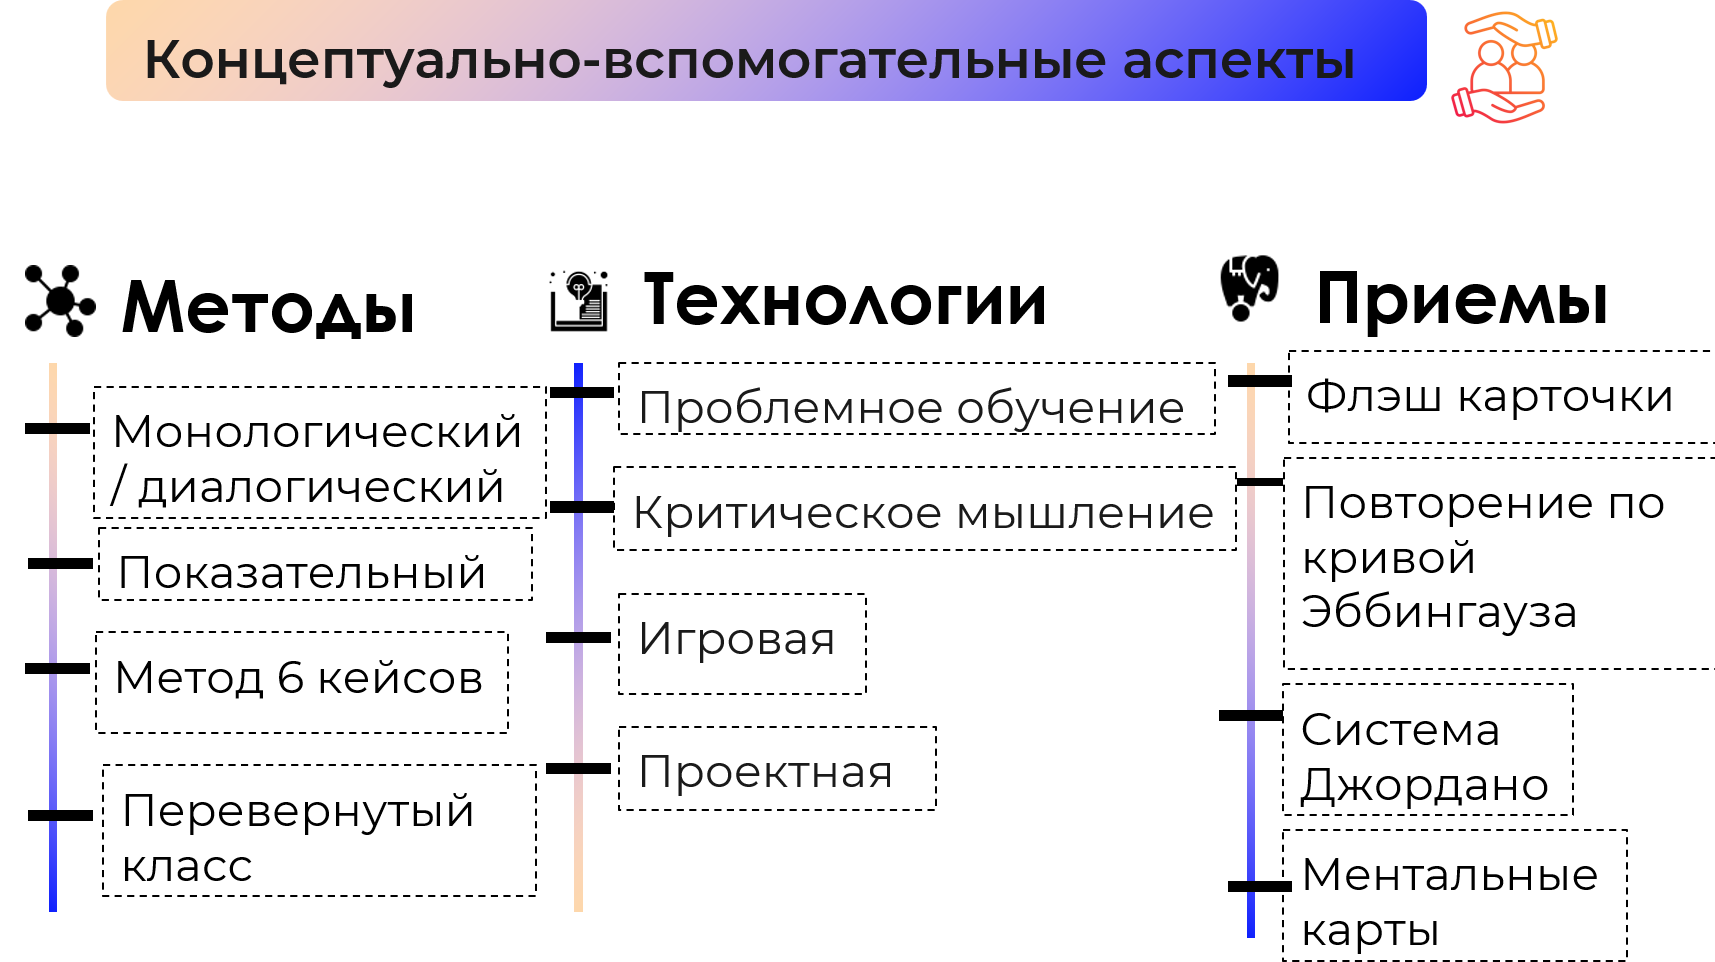 Концептуально-вспомогательные аспекты
Методы
Монологический
/ диалогический
Показательный
Метод 6 кейсов
Перевернутый
класс
Технологии
Проблемное обучение
Критическое мышление
Игровая
Проектная
Приемы
Флэш карточки
Повторение по
кривой
Эббингауза
Система
Джордано
Ментальные
карты